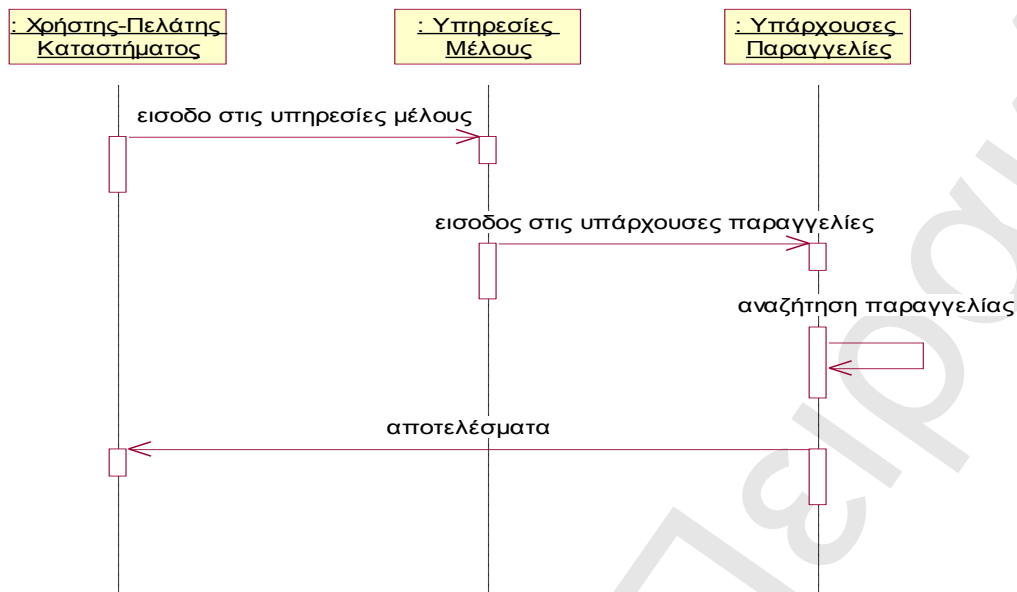 : Χρήστης-Πελάτης
Καταστήματος
: Υπηρεσίες
Μέλους
: Υπάρχουσες
Παραγγελίες
εισοδο στις υπηρεσίες μέλους
εισοδος στις υπάρχουσες παραγγελίες
αναζήτηση παραγγελίας
αποτελέσματα